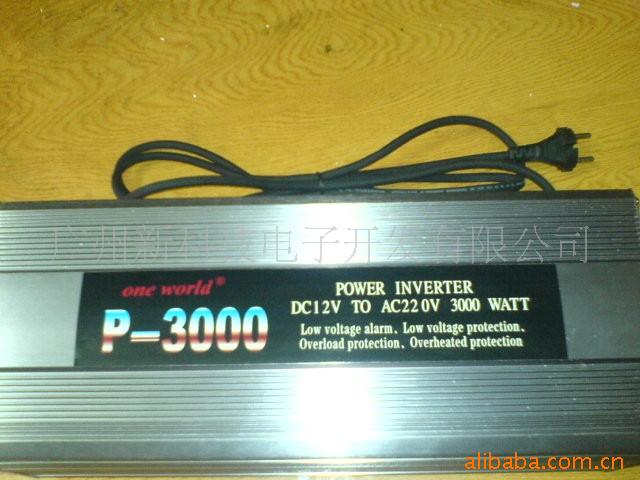 广州新科技电子开发有限公司
one world®
P-3000
POWER INVERTER
DC12V TO AC220V 3000 WATT
Low voltage alarm、Low voltage protection、
Overload protection、Overheated protection
alibaba.com.cn